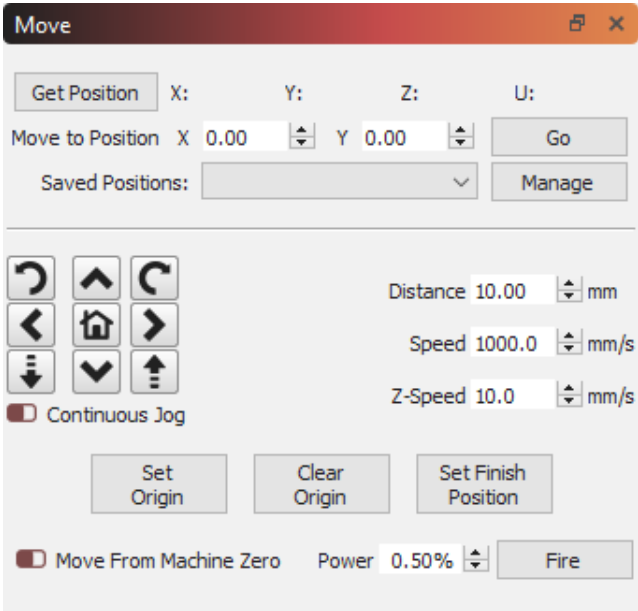 Move
Get Position X: Y: Z: U:
Move to Position X 0.00 Y 0.00 Go
Saved Positions: Manage
Distance 10.00 mm
Speed 1000.0 mm/s
Z-Speed 10.0 mm/s
Continuous Jog
Set
Origin
Clear
Origin
Set Finish
Position
Move From Machine Zero Power 0.50% Fire